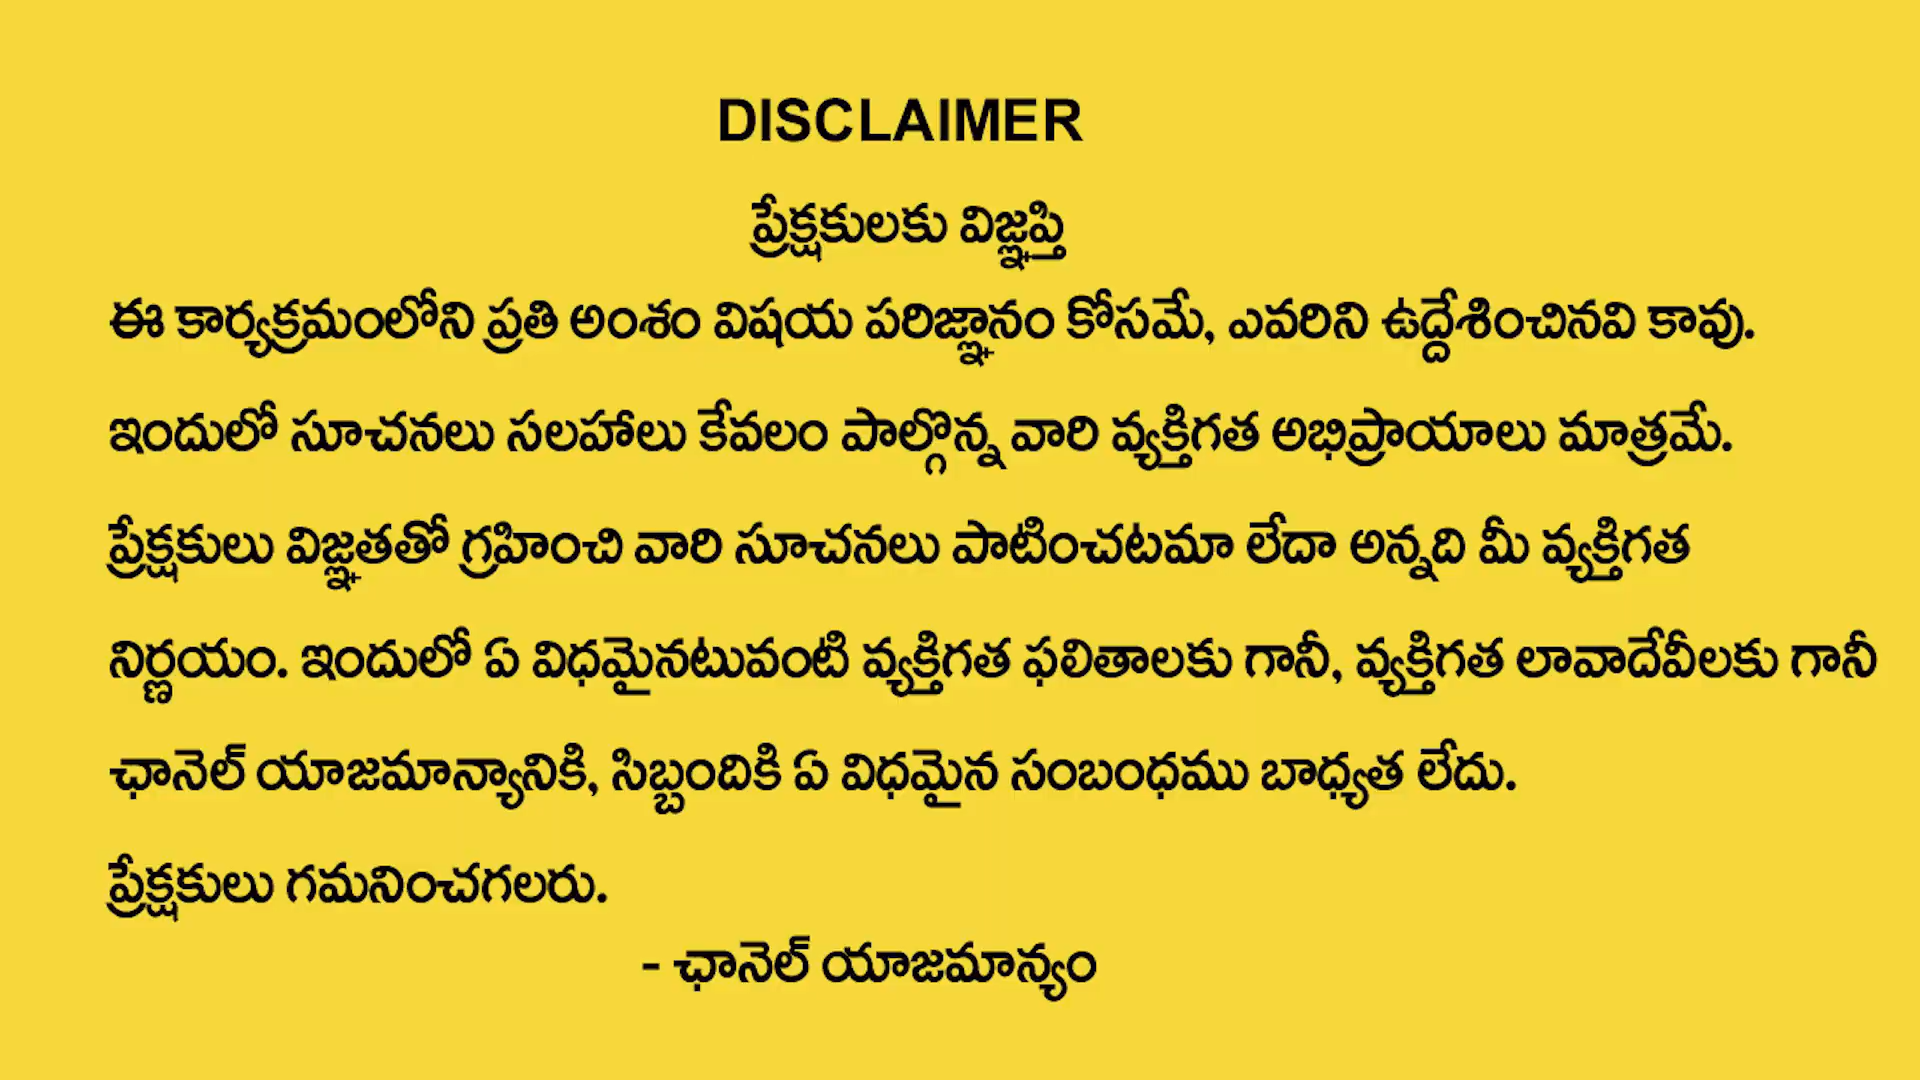 DISCLAIMER
ప్రేక్షకులకు విజ్ఞప్తి
ఈ కార్యక్రమంలోని ప్రతి అంశం విషయ పరిజ్ఞానం కోసమే, ఎవరిని ఉద్దేశించినవి కావు.
ఇందులో సూచనలు సలహాలు కేవలం పాల్గొన్న వారి వ్యక్తిగత అభిప్రాయాలు మాత్రమే.
ప్రేక్షకులు విజ్ఞతతో గ్రహించి వారి సూచనలు పాటించటమా లేదా అన్నది మీ వ్యక్తిగత
నిర్ణయం. ఇందులో ఏ విధమైనటువంటి వ్యక్తిగత ఫలితాలకు గానీ, వ్యక్తిగత లావాదేవీలకు గానీ
ఛానెల్ యాజమాన్యానికి, సిబ్బందికి ఏ విధమైన సంబంధము బాధ్యత లేదు.
ప్రేక్షకులు గమనించగలరు.
- ఛానెల్ యాజమాన్యం